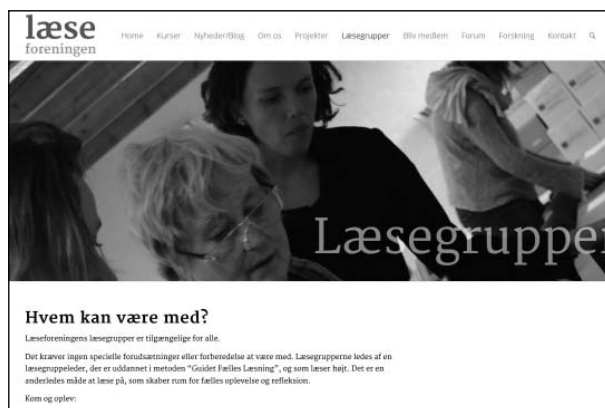 læse
foreningen
Home Kurser Nyheder/Blog Om os Projekter Læsegrupper Bliv medlem Forum Forskning Kontakt
Læsegrupper
Hvem kan være med?
Læseforeningens læsegrupper er tilgængelige for alle.
Det kræver ingen specielle forudsætninger eller forberedelse at være med. Læsegrupperne ledes af en
læsegruppeleder, der er uddannet i metoden “Guidet Fælles Læsning”, og som læser højt. Det er en
anderledes måde at læse på, som skaber rum for fælles oplevelse og refleksion.
Kom og oplev: